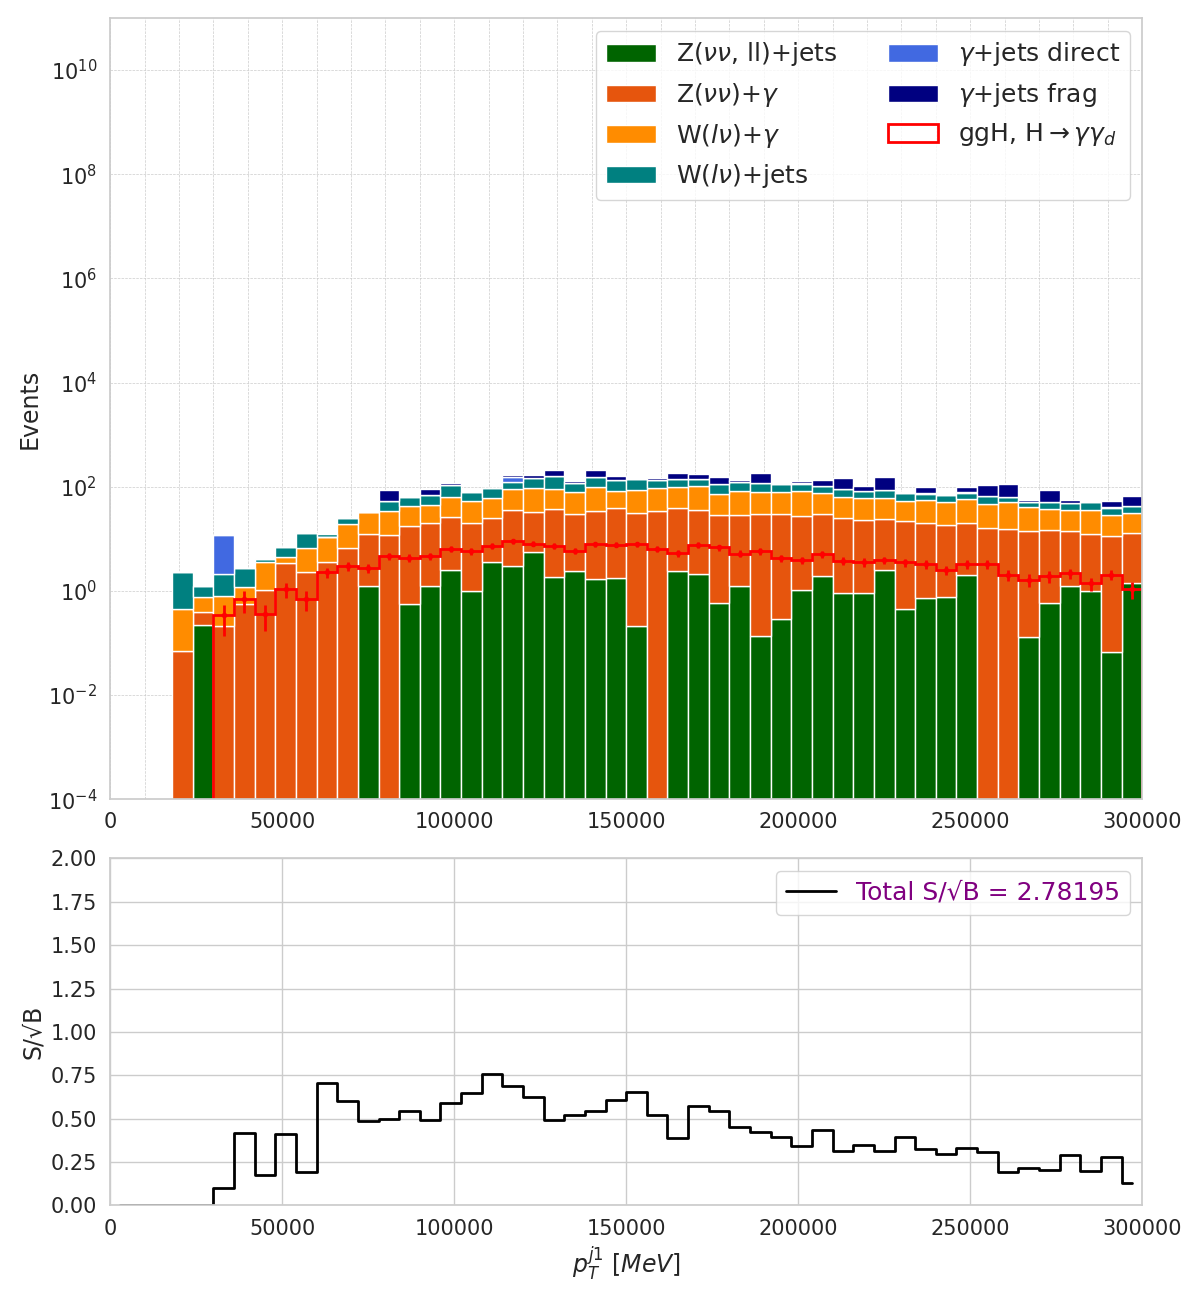 Z(νν, ll)+jets
Z(νν)+γ
W(lν)+γ
W(lν)+jets
γ+jets direct
γ+jets frag
ggH, H→γγ_d
Events
10^10
10^8
10^6
10^4
10^2
10^0
10^−2
10^−4
0 50000 100000 150000 200000 250000 300000
Total S/√B = 2.78195
S/√B
2.00
1.75
1.50
1.25
1.00
0.75
0.50
0.25
0.00
0 50000 100000 150000 200000 250000 300000
p_T^j1 [MeV]